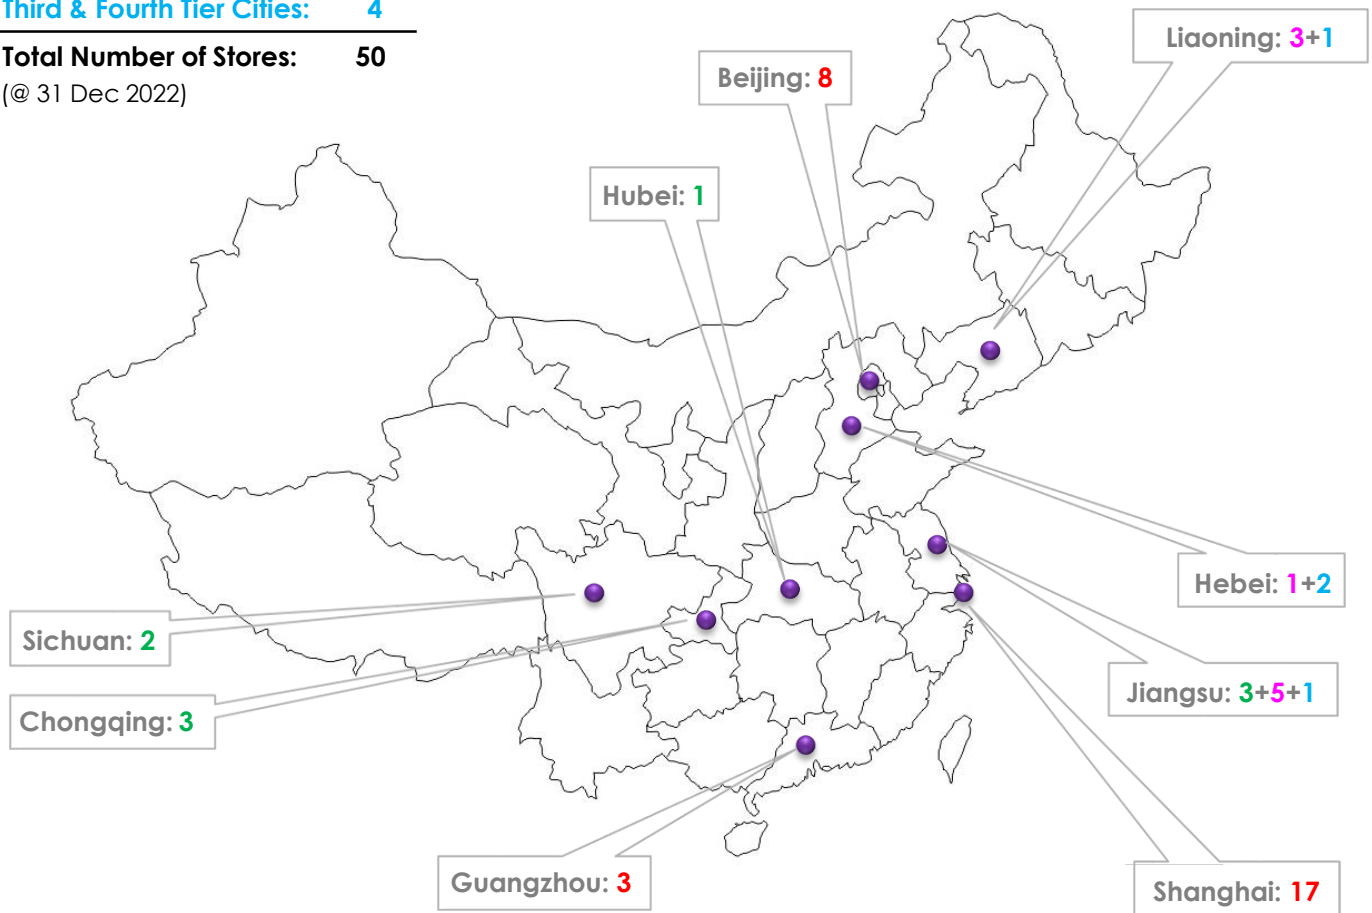 Third & Fourth Tier Cities: 4
Total Number of Stores: 50
(@ 31 Dec 2022)
Liaoning: 3+1
Beijing: 8
Hubei: 1
Hebei: 1+2
Sichuan: 2
Jiangsu: 3+5+1
Chongqing: 3
Guangzhou: 3
Shanghai: 17